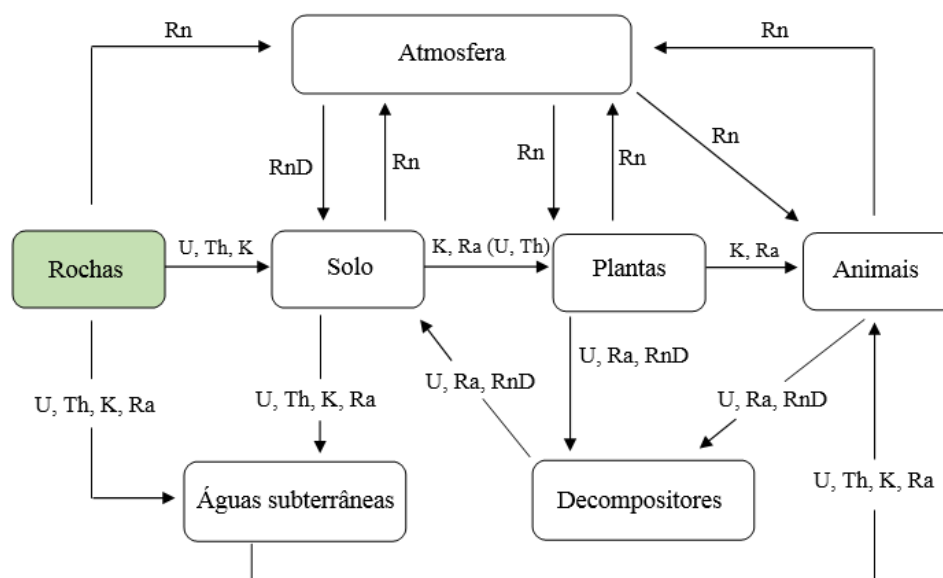 Rn
Atmosfera
Rn
RnD
Rn
Rn
Rn
Rn
Rochas
U, Th, K
Solo
K, Ra (U, Th)
Plantas
K, Ra
Animais
U, Th, K, Ra
U, Th, K, Ra
U, Ra, RnD
U, Ra, RnD
U, Ra, RnD
U, Th, K, Ra
Águas subterrâneas
Decompositores